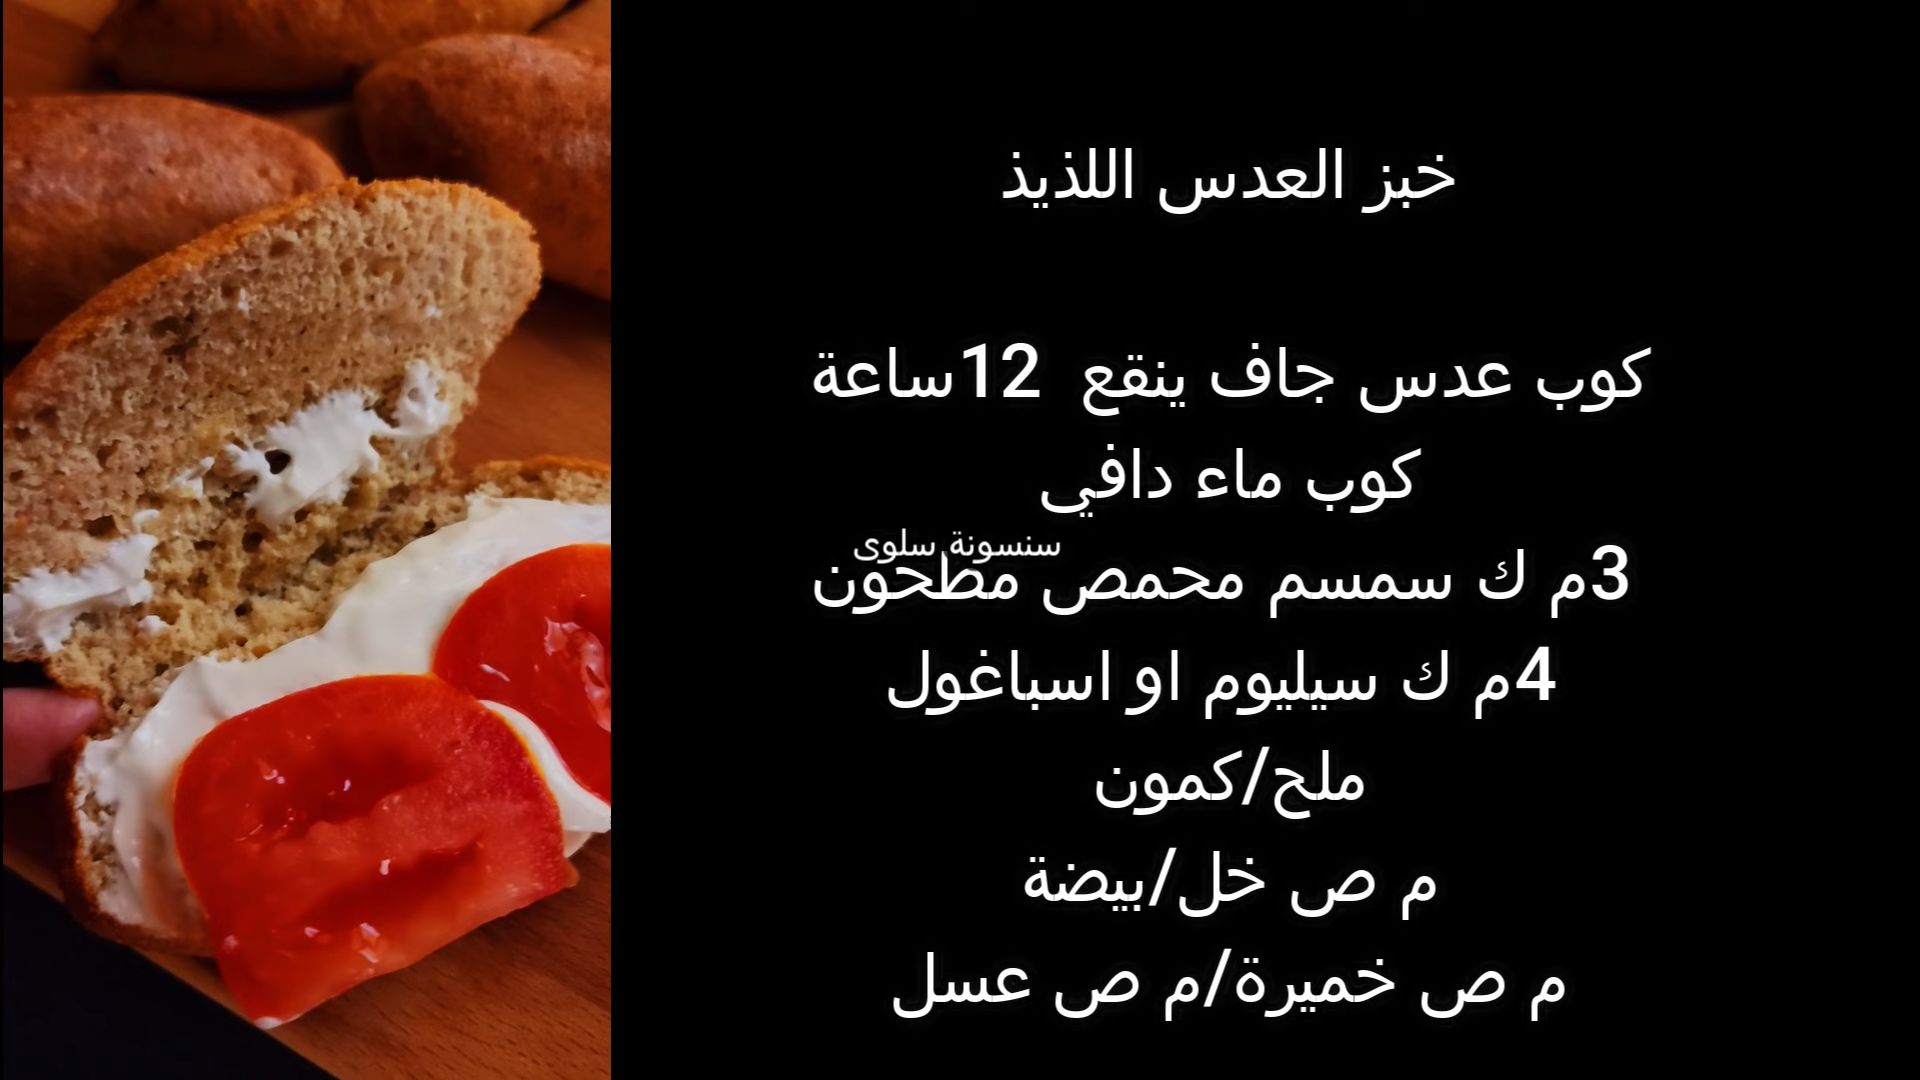 خبز العدس اللذيذ
كوب عدس جاف ينقع 12ساعة
كوب ماء دافي
سنسونة سلوى
3م ك سمسم محمص مطحون
4م ك سيليوم او اسباغول
ملح/كمون
م ص خل/بيضة
م ص خميرة/م ص عسل